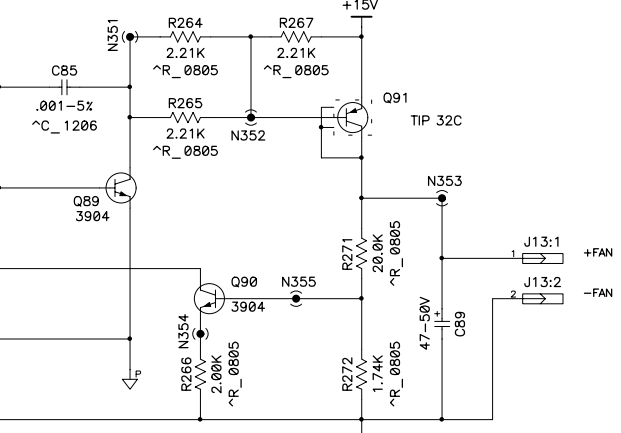 +15V
N351
R264
2.21K
^R_0805
R267
2.21K
^R_0805
C85
.001-5%
^C_1206
R265
2.21K
^R_0805
N352
Q91
TIP 32C
Q89
3904
N353
R271
20.0K
^R_0805
J13:1
1
+FAN
J13:2
2
-FAN
Q90
3904
N355
N354
R266
2.00K
^R_0805
P
R272
1.74K
^R_0805
47-50V
+
C89